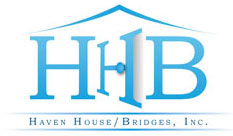 HHB
HAVEN HOUSE/BRIDGES, INC.